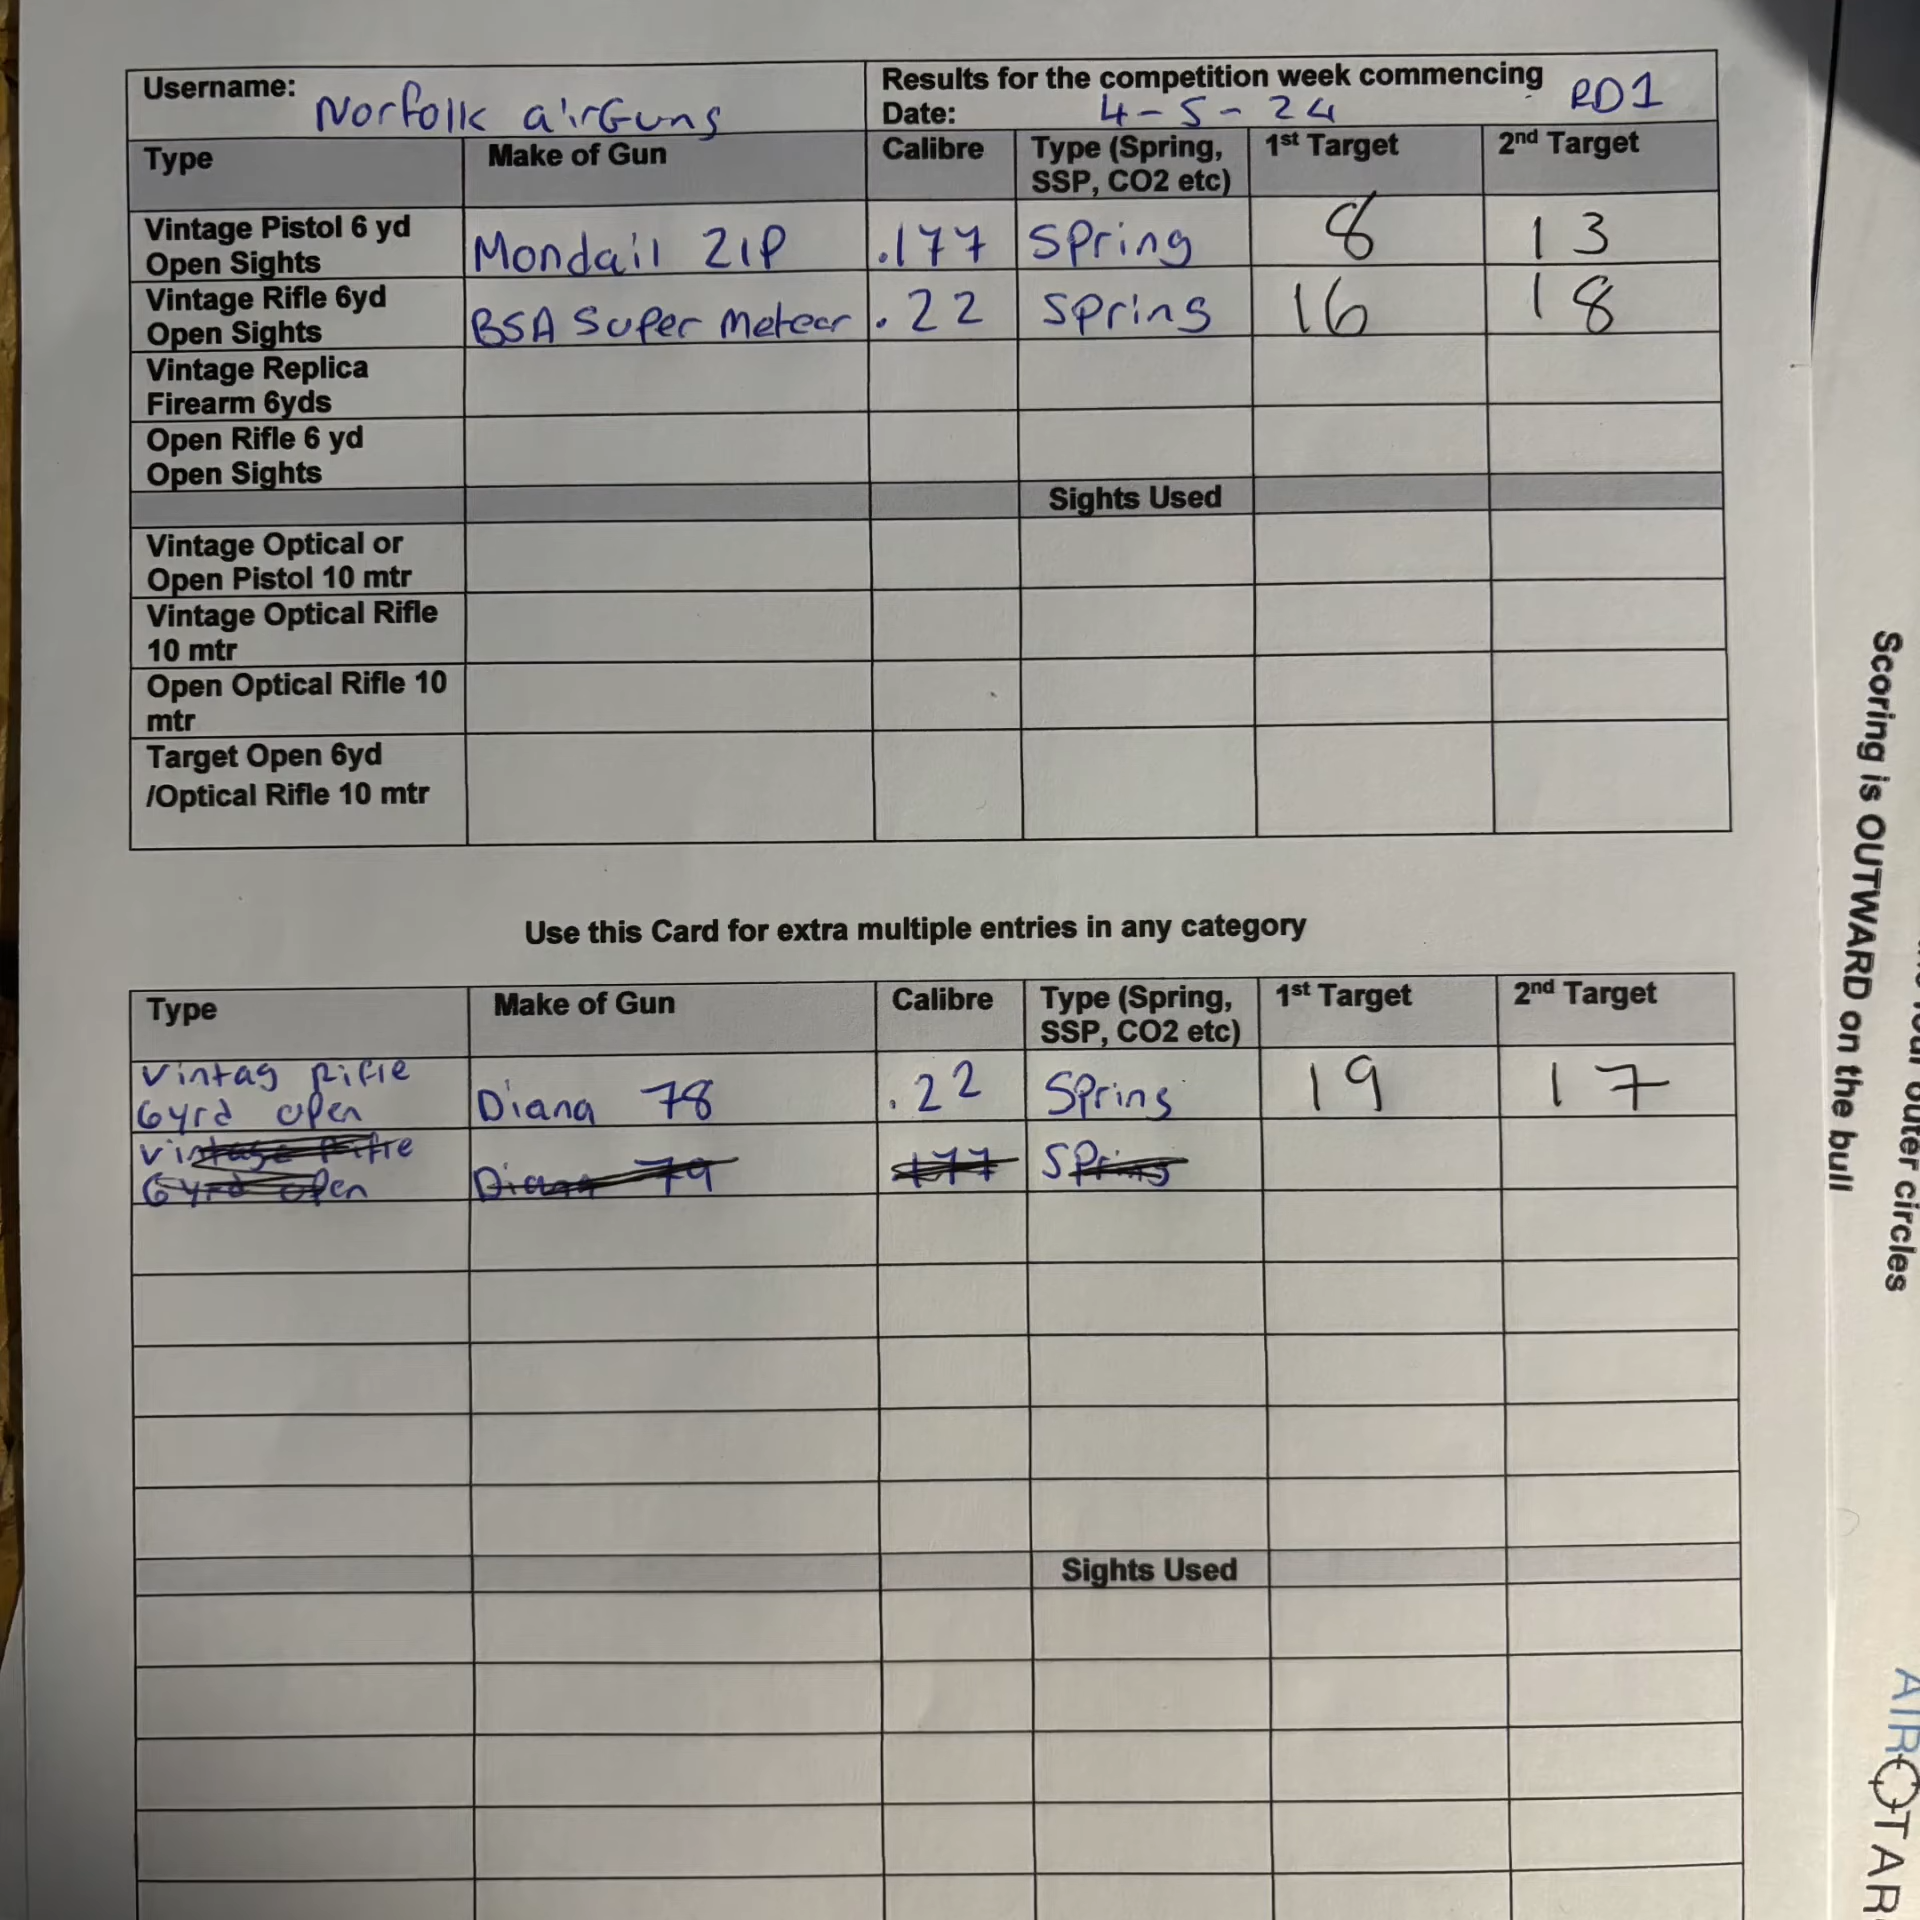 Username: Norfolk airGuns
Results for the competition week commencing
Date: 4-5-24 RD1
Type Make of Gun Calibre Type (Spring, SSP, CO2 etc) 1st Target 2nd Target
Vintage Pistol 6 yd Open Sights Mondail ZIP .177 Spring 8 13
Vintage Rifle 6yd Open Sights BSA Super Meteor .22 Spring 16 18
Vintage Replica Firearm 6yds
Open Rifle 6 yd Open Sights
Sights Used
Vintage Optical or Open Pistol 10 mtr
Vintage Optical Rifle 10 mtr
Open Optical Rifle 10 mtr
Target Open 6yd /Optical Rifle 10 mtr
Use this Card for extra multiple entries in any category
Type Make of Gun Calibre Type (Spring, SSP, CO2 etc) 1st Target 2nd Target
Vintag Rifle 6yrd open Diana 78 .22 Spring 19 17
Vintage Rifle 6yrd open Diana 79 177 Spring
Sights Used
outer circles
Scoring is OUTWARD on the bull
AIR TAR